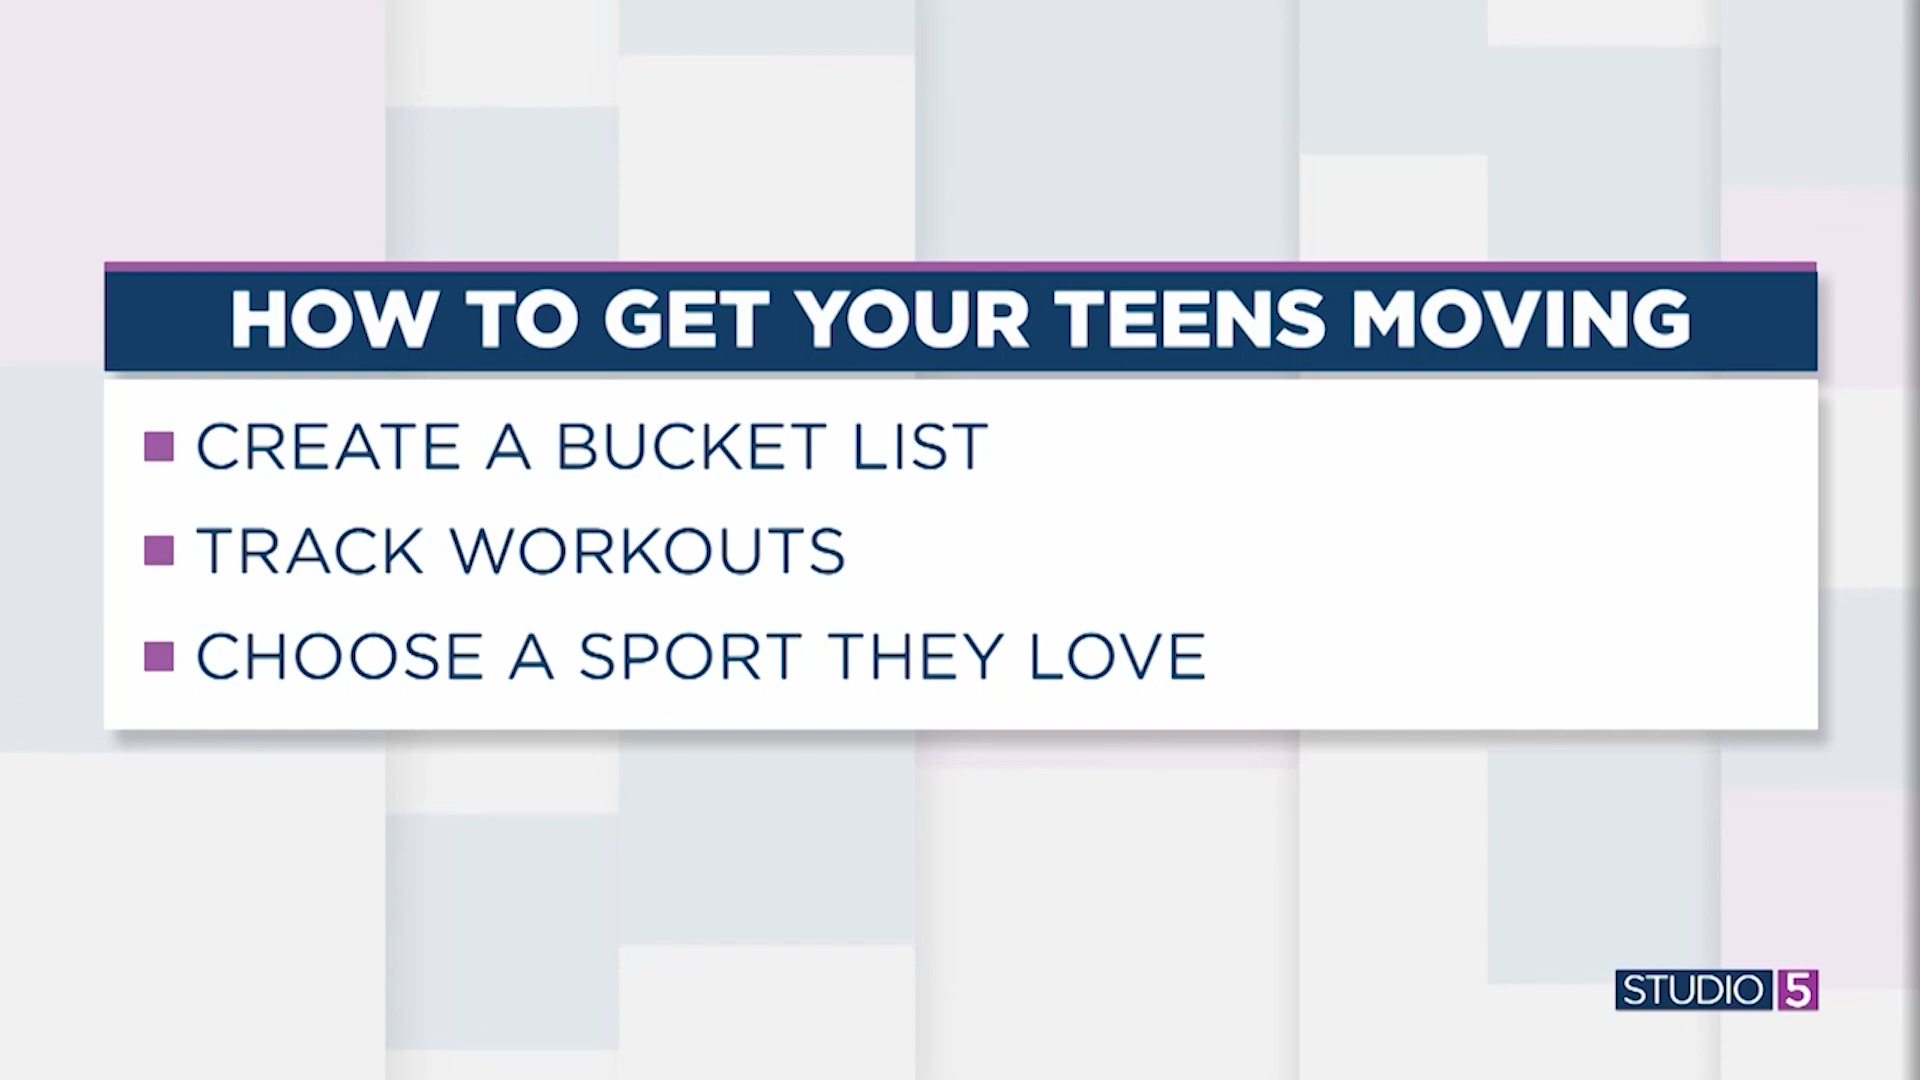 HOW TO GET YOUR TEENS MOVING
CREATE A BUCKET LIST
TRACK WORKOUTS
CHOOSE A SPORT THEY LOVE
STUDIO 5